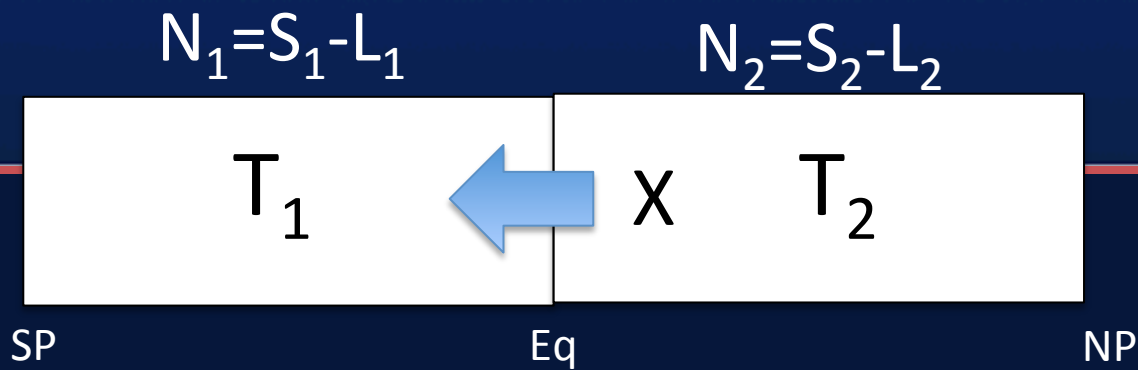 N₁=S₁-L₁ N₂=S₂-L₂
T₁ X T₂
SP Eq NP